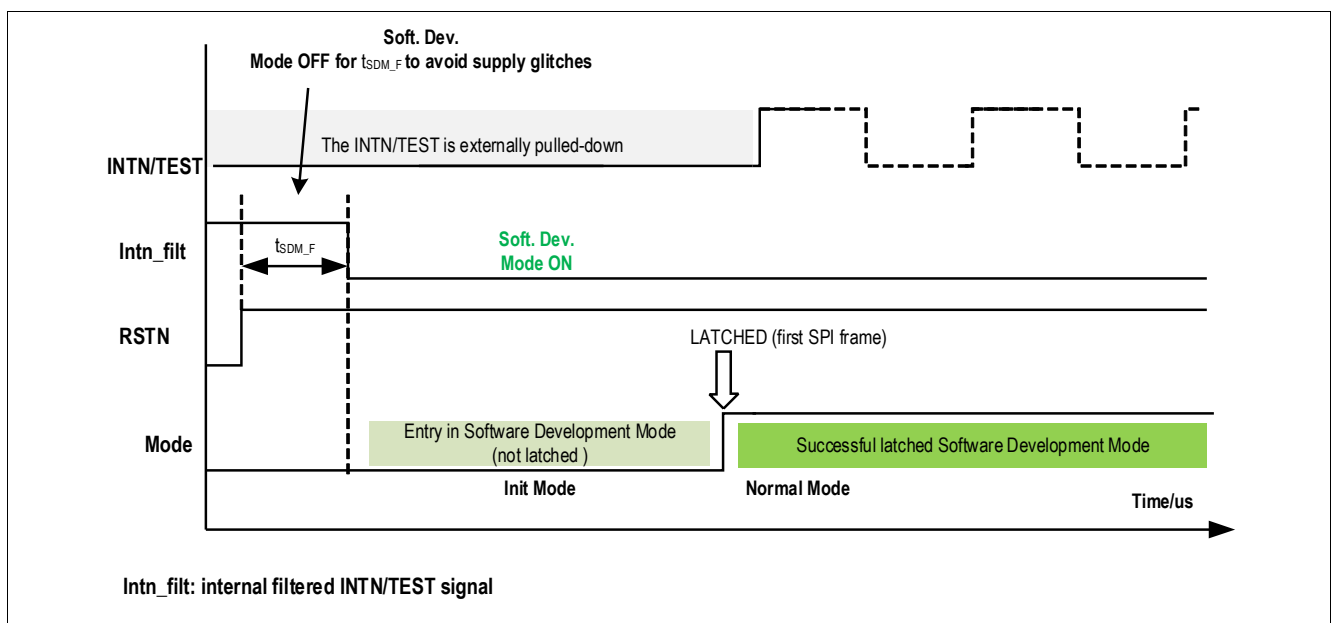 Soft. Dev.
Mode OFF for tSDM_F to avoid supply glitches
The INTN/TEST is externally pulled-down
INTN/TEST
Intn_filt
tSDM_F
Soft. Dev.
Mode ON
RSTN
LATCHED (first SPI frame)
Mode
Entry in Software Development Mode
(not latched )
Successful latched Software Development Mode
Init Mode
Normal Mode
Time/us
Intn_filt: internal filtered INTN/TEST signal